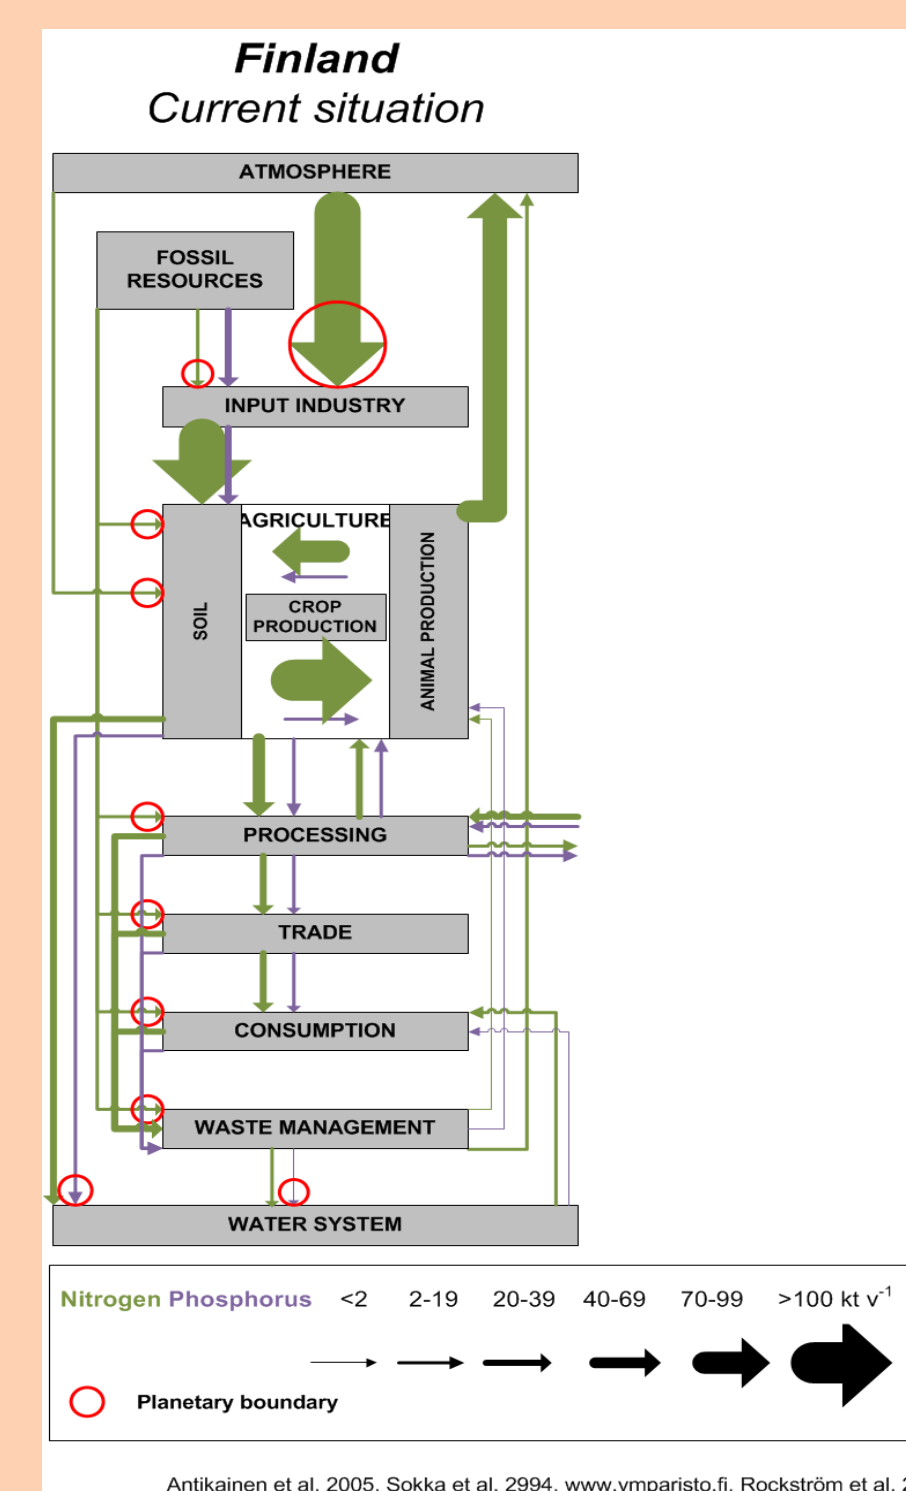 Finland
Current situation
ATMOSPHERE
FOSSIL
RESOURCES
INPUT INDUSTRY
AGRICULTURE
SOIL
CROP
PRODUCTION
ANIMAL PRODUCTION
PROCESSING
TRADE
CONSUMPTION
WASTE MANAGEMENT
WATER SYSTEM
Nitrogen Phosphorus <2 2-19 20-39 40-69 70-99 >100 kt v-1
Planetary boundary
Antikainen et al. 2005, Sokka et al. 2994, www.ymparisto.fi, Rockström et al. 2